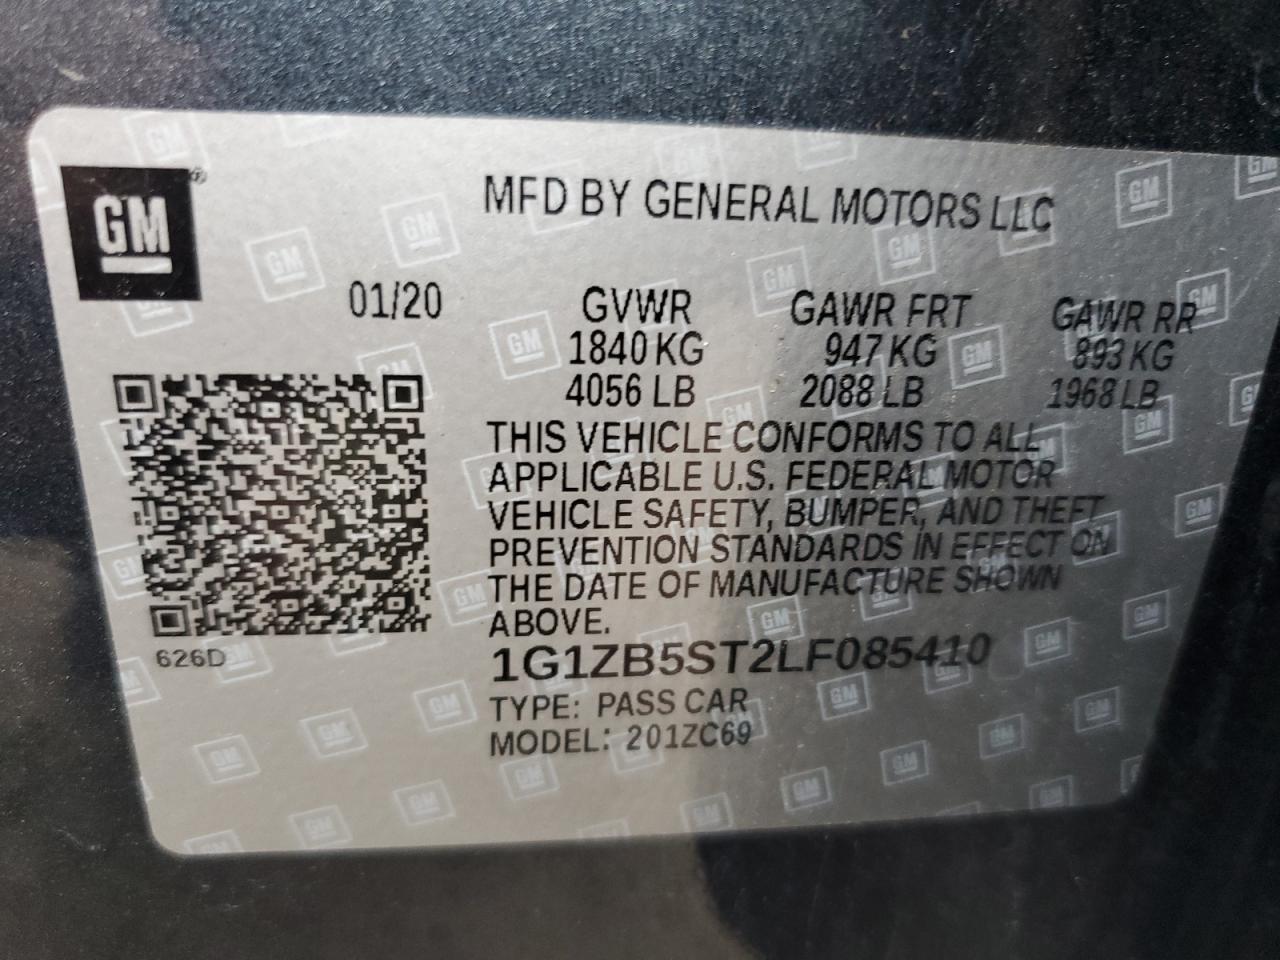 GM®
MFD BY GENERAL MOTORS LLC
01/20
GVWR GAWR FRT GAWR RR
1840 KG 947 KG 893 KG
4056 LB 2088 LB 1968 LB
THIS VEHICLE CONFORMS TO ALL
APPLICABLE U.S. FEDERAL MOTOR
VEHICLE SAFETY, BUMPER, AND THEFT
PREVENTION STANDARDS IN EFFECT ON
THE DATE OF MANUFACTURE SHOWN
ABOVE.
626D
1G1ZB5ST2LF085410
TYPE: PASS CAR
MODEL: 201ZC69